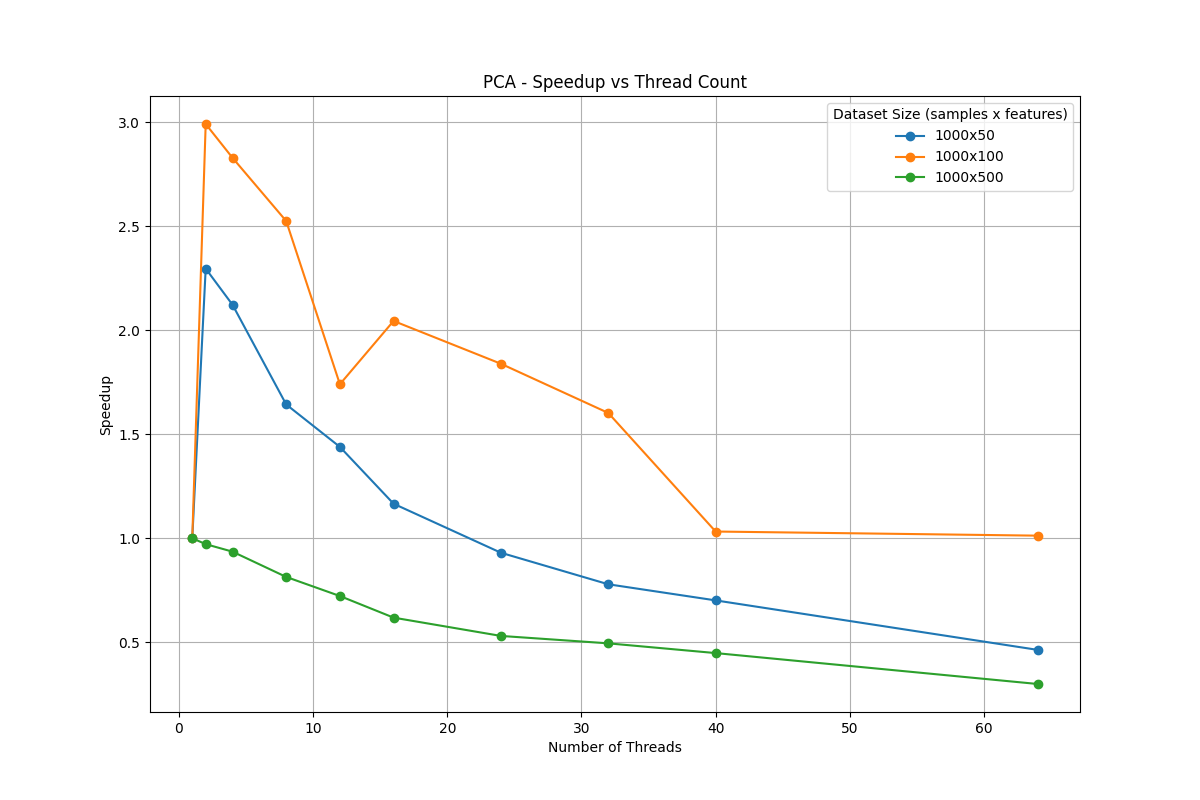 PCA - Speedup vs Thread Count
Dataset Size (samples x features)
1000x50
1000x100
1000x500
3.0
2.5
2.0
1.5
1.0
0.5
Speedup
0 10 20 30 40 50 60
Number of Threads